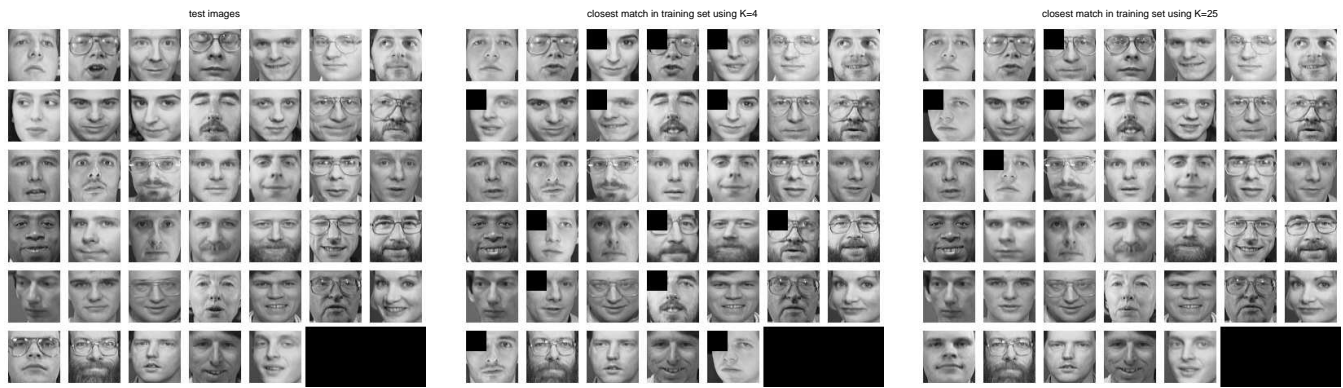 test images
closest match in training set using K=4
closest match in training set using K=25